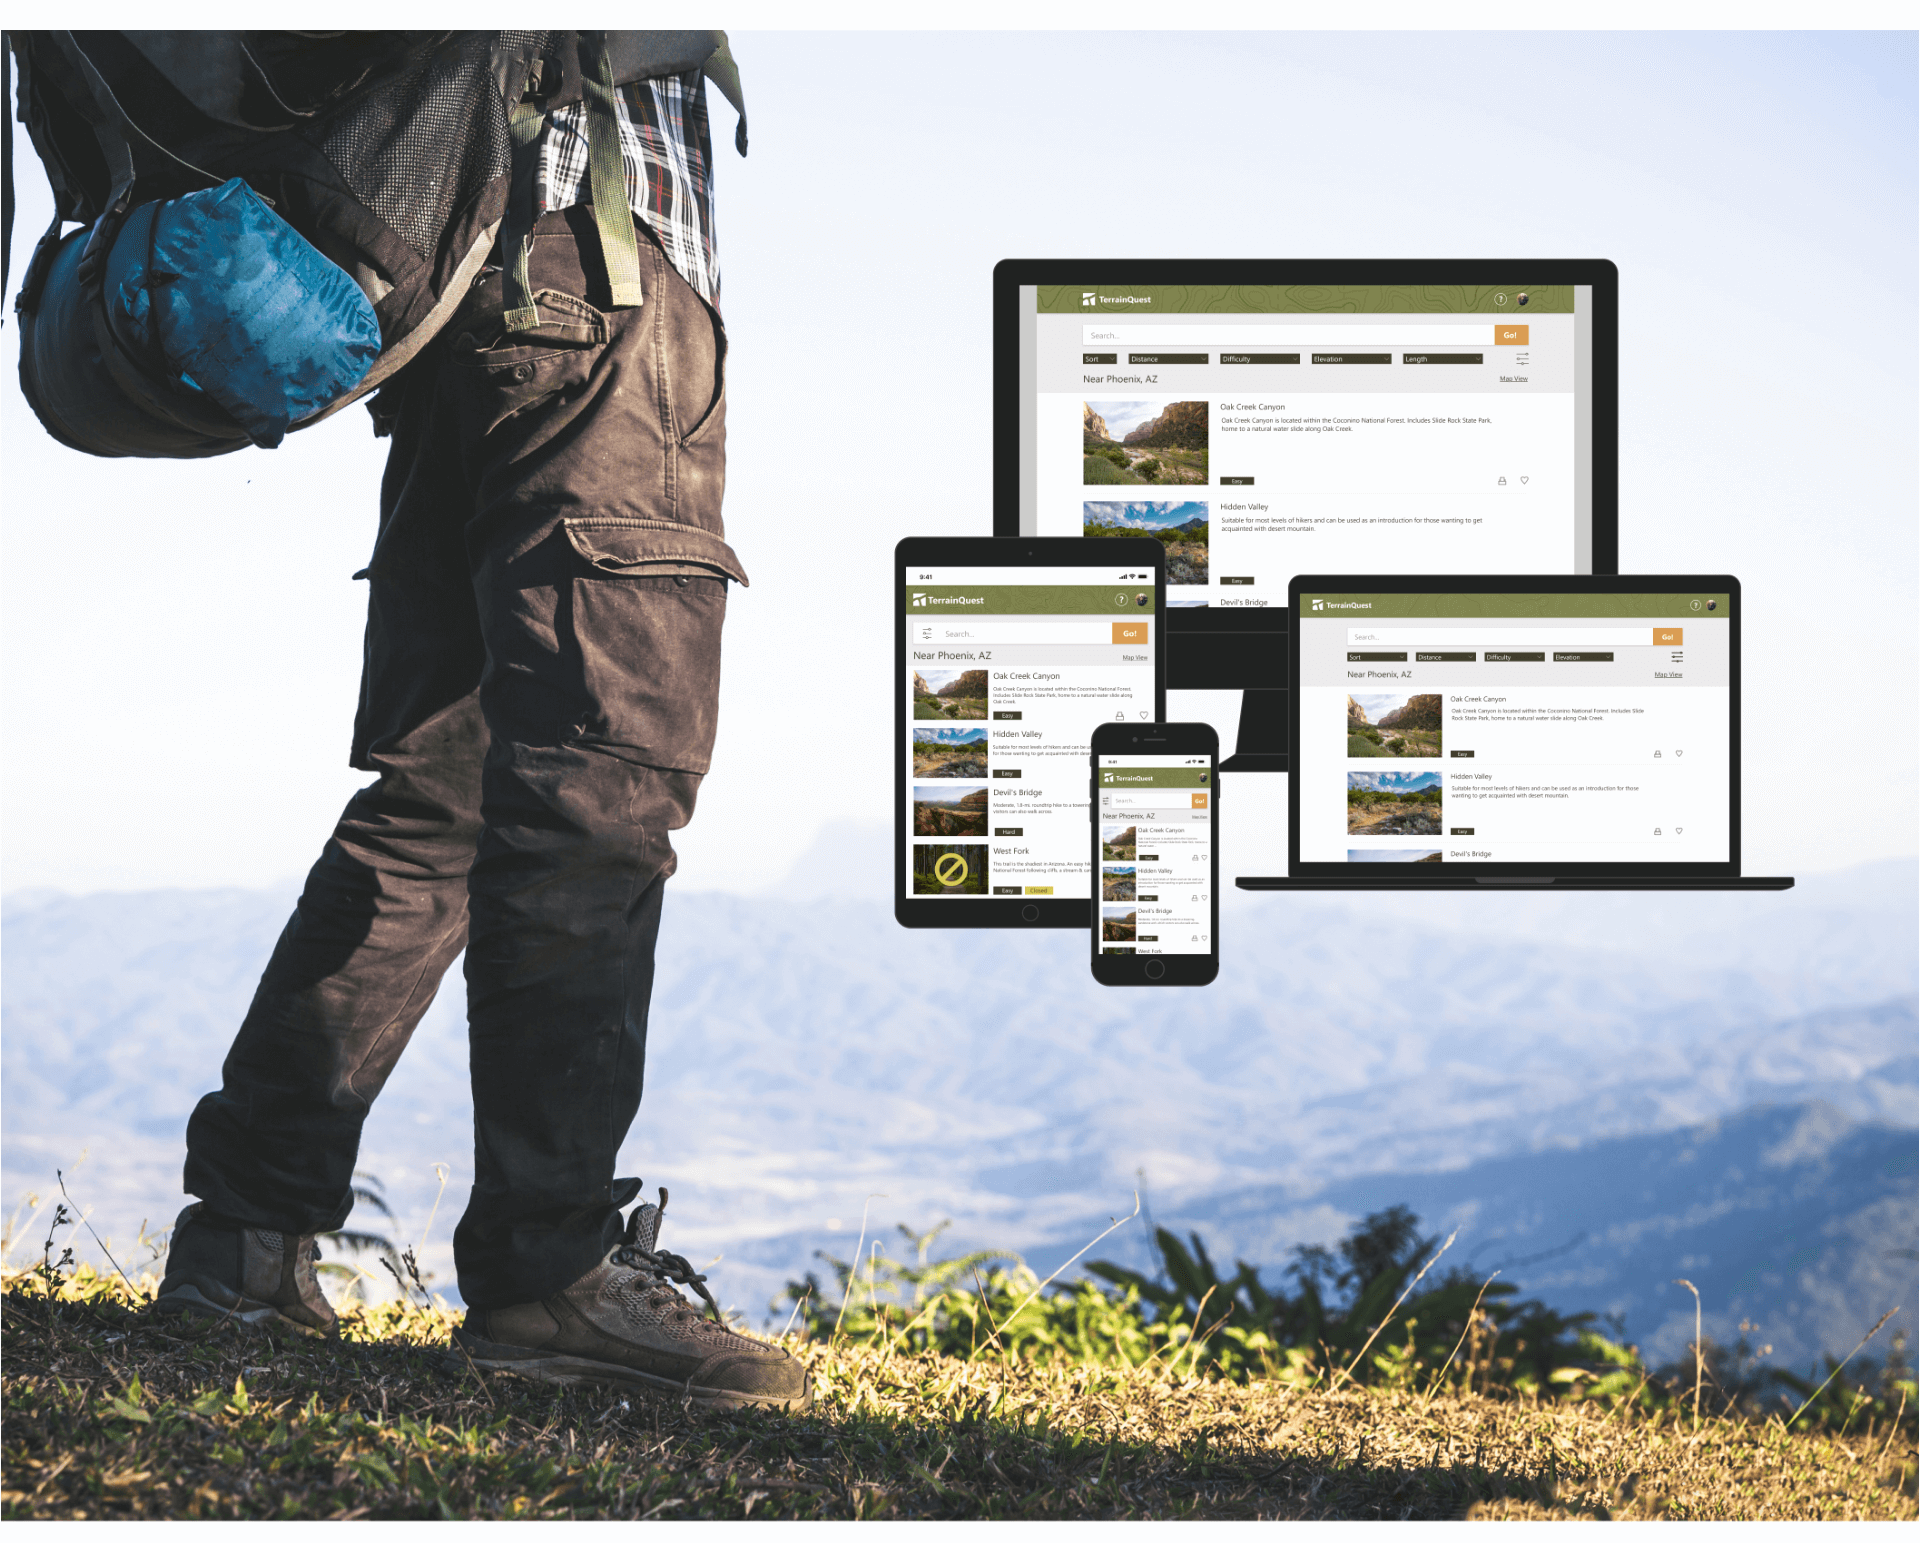 TerrainQuest
?
Search...
Go!
Sort
Distance
Difficulty
Elevation
Length
Near Phoenix, AZ
Map View
Oak Creek Canyon
Oak Creek Canyon is located within the Coconino National Forest. Includes Slide Rock State Park,
home to a natural water slide along Oak Creek.
Easy
Hidden Valley
Suitable for most levels of hikers and can be used as an introduction for those wanting to get
acquainted with desert mountain.
Easy
Devil's Bridge
9:41
TerrainQuest
?
Search...
Go!
Near Phoenix, AZ
Map View
Oak Creek Canyon
Oak Creek Canyon is located within the Coconino National Forest.
Includes Slide Rock State Park, home to a natural water slide along
Oak Creek.
Easy
Hidden Valley
Suitable for most levels of hikers and can be
for those wanting to get acquainted with
Easy
Devil's Bridge
Moderate, 1.8-mi. roundtrip hike to a towering
visitors can also walk across
Hard
West Fork
This trail is the shadiest in Arizona. An easy
National Forest following cliffs, a stream &
Easy
Closed
9:41
TerrainQuest
Search...
Go!
Near Phoenix, AZ
Map View
Oak Creek Canyon
Easy
Hidden Valley
Easy
Devil's Bridge
Hard
West Fork
TerrainQuest
?
Search...
Go!
Sort
Distance
Difficulty
Elevation
Near Phoenix, AZ
Map View
Oak Creek Canyon
Oak Creek Canyon is located within the Coconino National Forest. Includes Slide
Rock State Park, home to a natural water slide along Oak Creek.
Easy
Hidden Valley
Suitable for most levels of hikers and can be used as an introduction for those
wanting to get acquainted with desert mountain.
Easy
Devil's Bridge